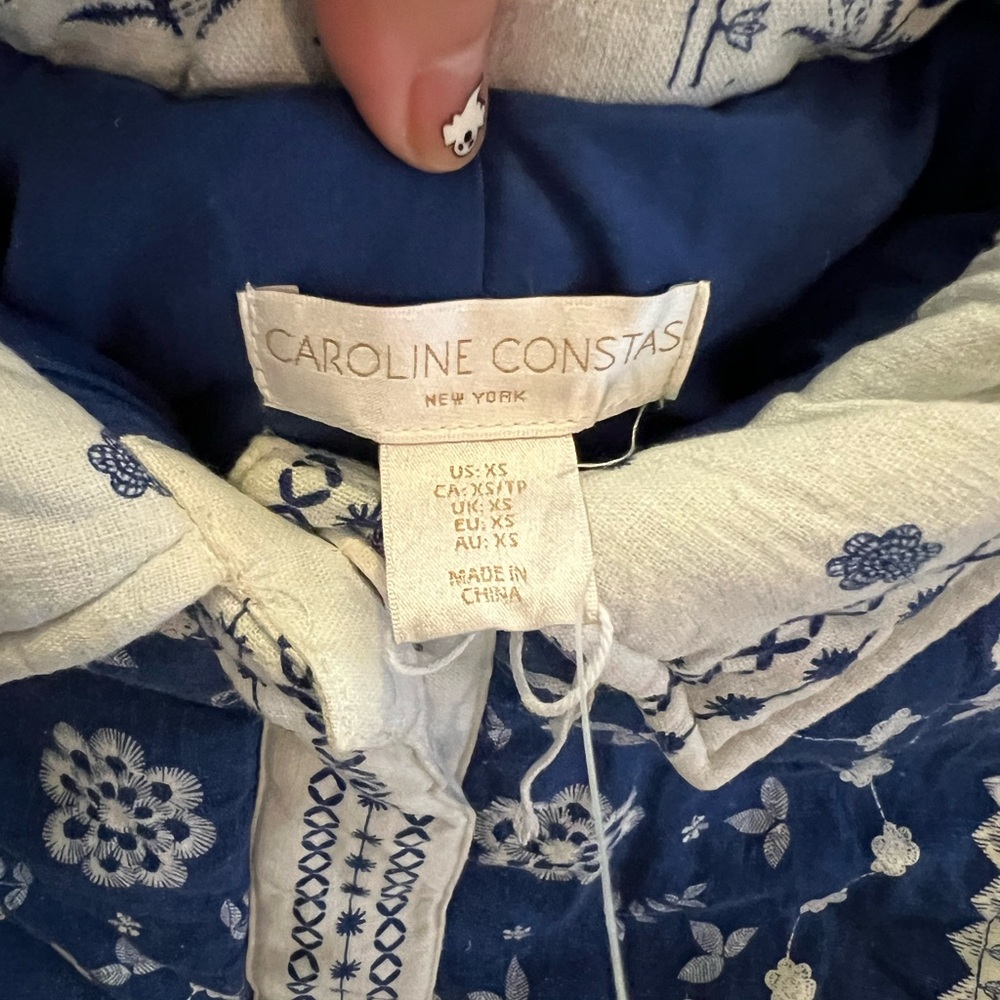 CAROLINE CONSTAS
NEW YORK
US: XS
CA: XS/TP
UK: XS
EU: XS
AU: XS
MADE IN
CHINA